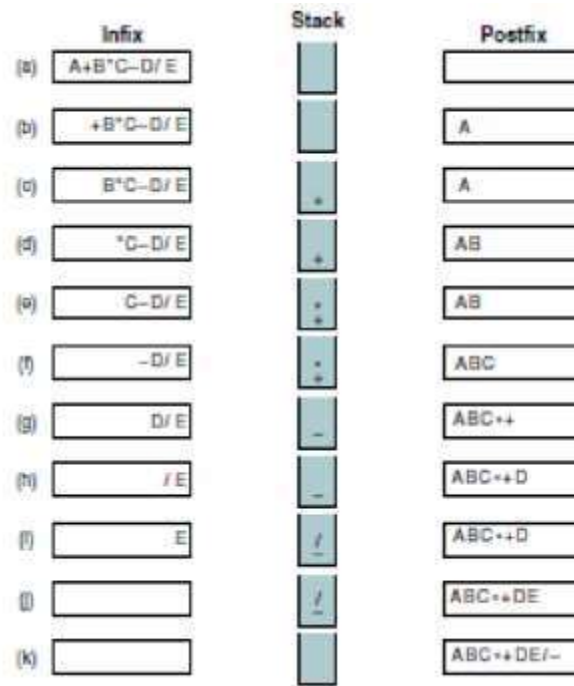 Infix Stack Postfix
(a) A+B*C–D/ E
(b) +B*C–D/ E A
(c) B*C–D/ E + A
(d) *C–D/ E + AB
(e) C–D/ E * + AB
(f) –D/ E * + ABC
(g) D/ E – ABC*+
(h) / E – ABC*+D
(i) E / – ABC*+D
(j) / – ABC*+DE
(k) ABC*+DE/–